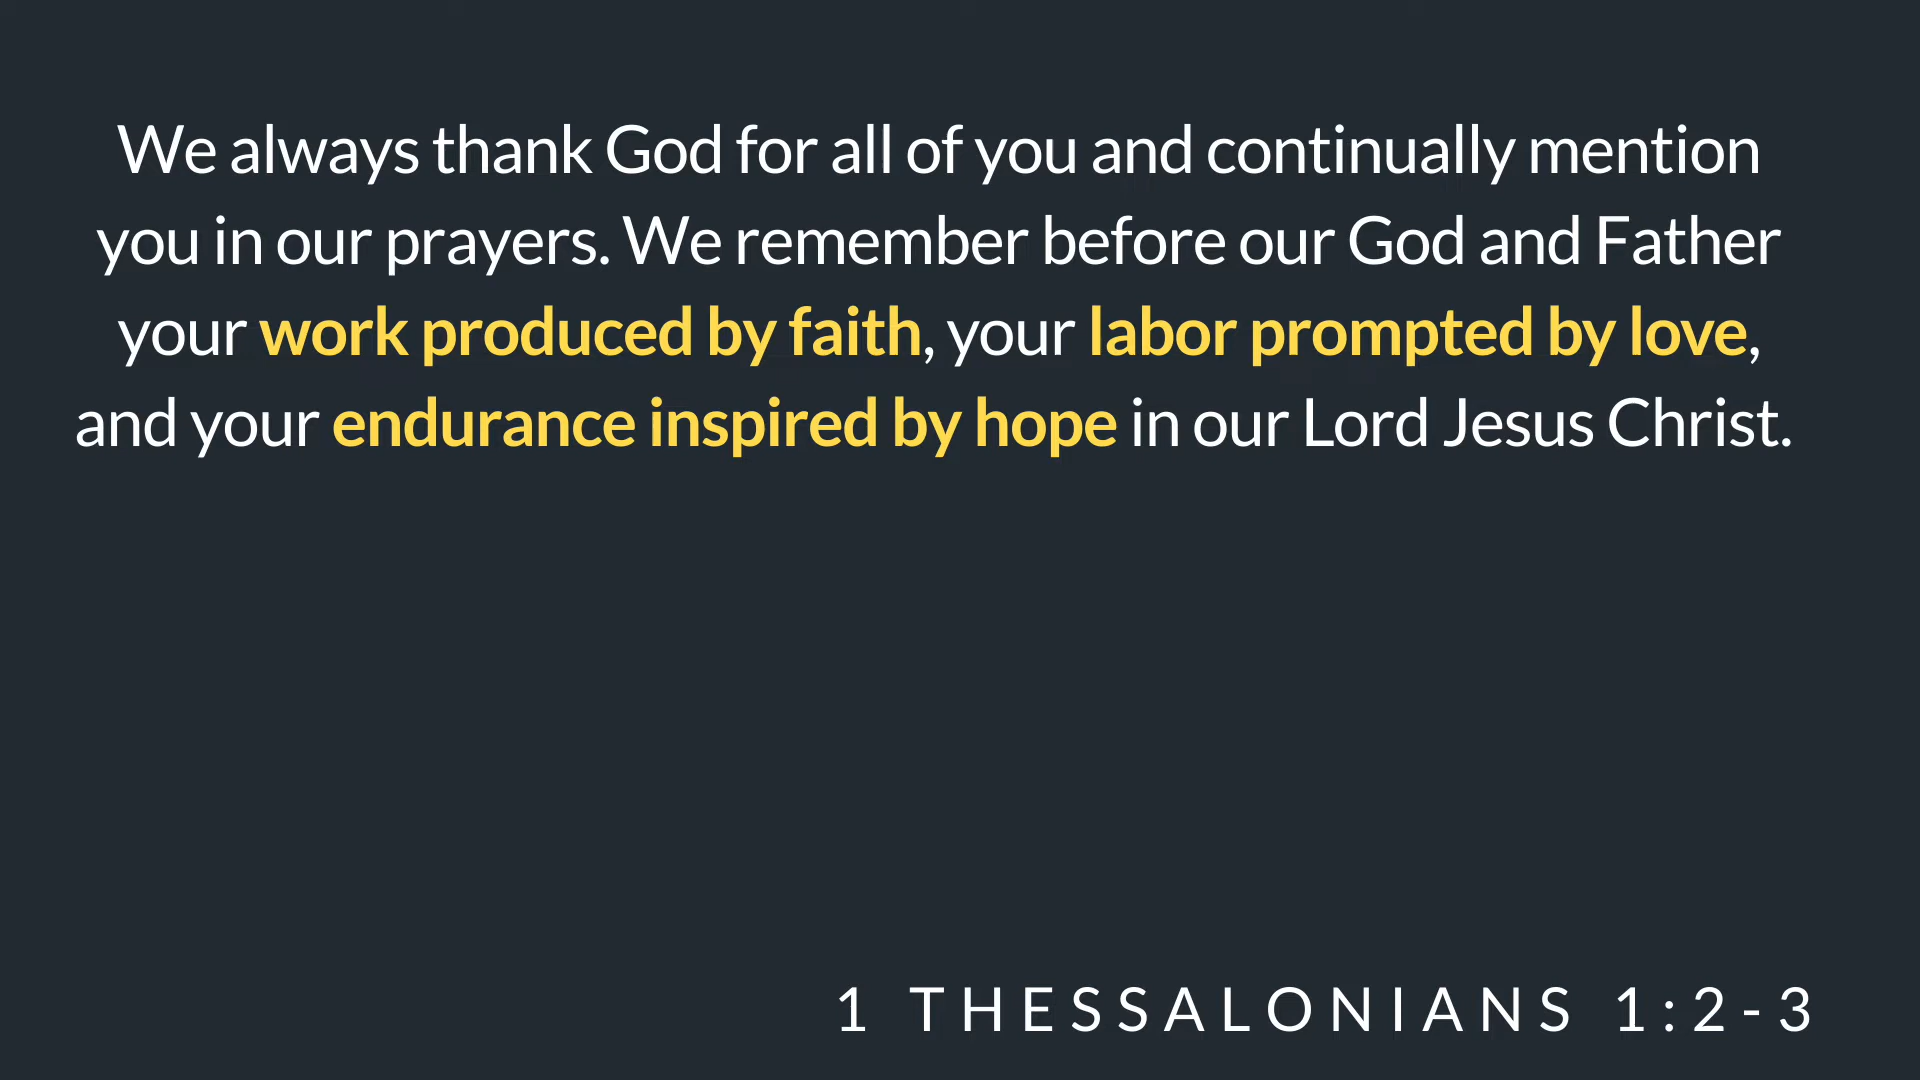 We always thank God for all of you and continually mention
you in our prayers. We remember before our God and Father
your work produced by faith, your labor prompted by love,
and your endurance inspired by hope in our Lord Jesus Christ.
1 THESSALONIANS 1:2-3